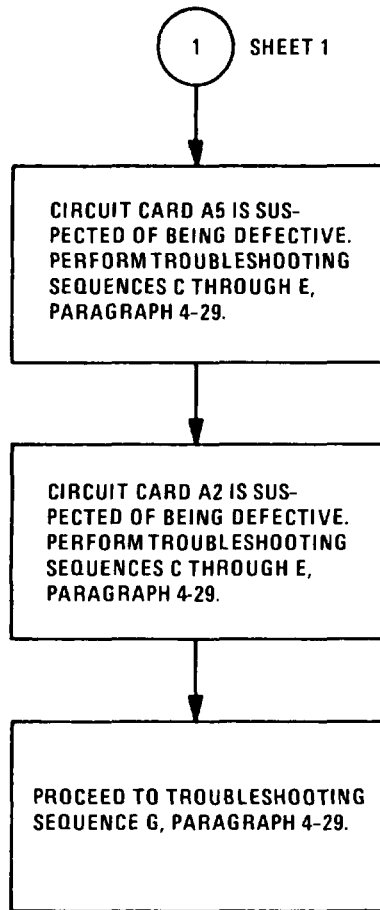 1 SHEET 1
CIRCUIT CARD A5 IS SUS-
PECTED OF BEING DEFECTIVE.
PERFORM TROUBLESHOOTING
SEQUENCES C THROUGH E,
PARAGRAPH 4-29.
CIRCUIT CARD A2 IS SUS-
PECTED OF BEING DEFECTIVE.
PERFORM TROUBLESHOOTING
SEQUENCES C THROUGH E,
PARAGRAPH 4-29.
PROCEED TO TROUBLESHOOTING
SEQUENCE G, PARAGRAPH 4-29.